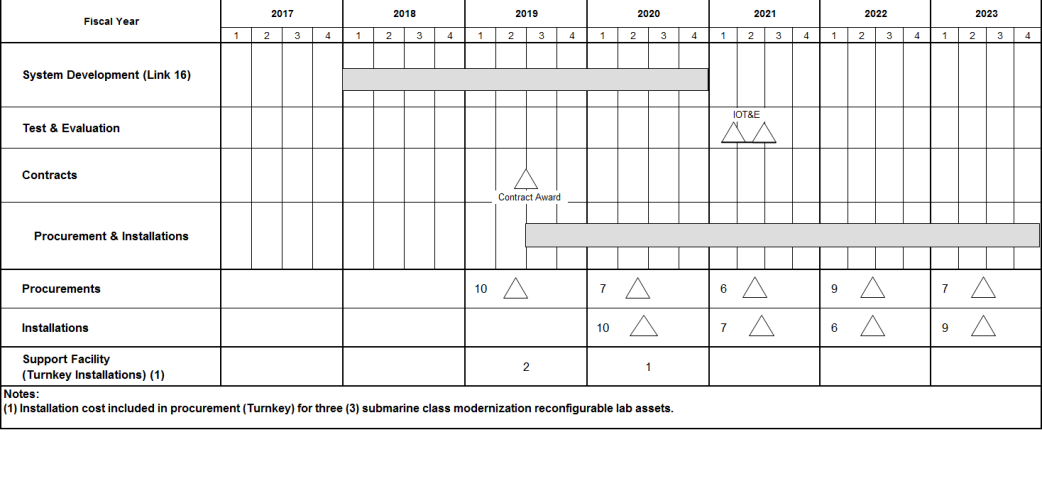 Fiscal Year 2017 2018 2019 2020 2021 2022 2023
1 2 3 4 1 2 3 4 1 2 3 4 1 2 3 4 1 2 3 4 1 2 3 4 1 2 3 4
System Development (Link 16)
IOT&E
Test & Evaluation
Contracts
Contract Award
Procurement & Installations
Procurements 10 7 6 9 7
Installations 10 7 6 9
Support Facility
(Turnkey Installations) (1) 2 1
Notes:
(1) Installation cost included in procurement (Turnkey) for three (3) submarine class modernization reconfigurable lab assets.